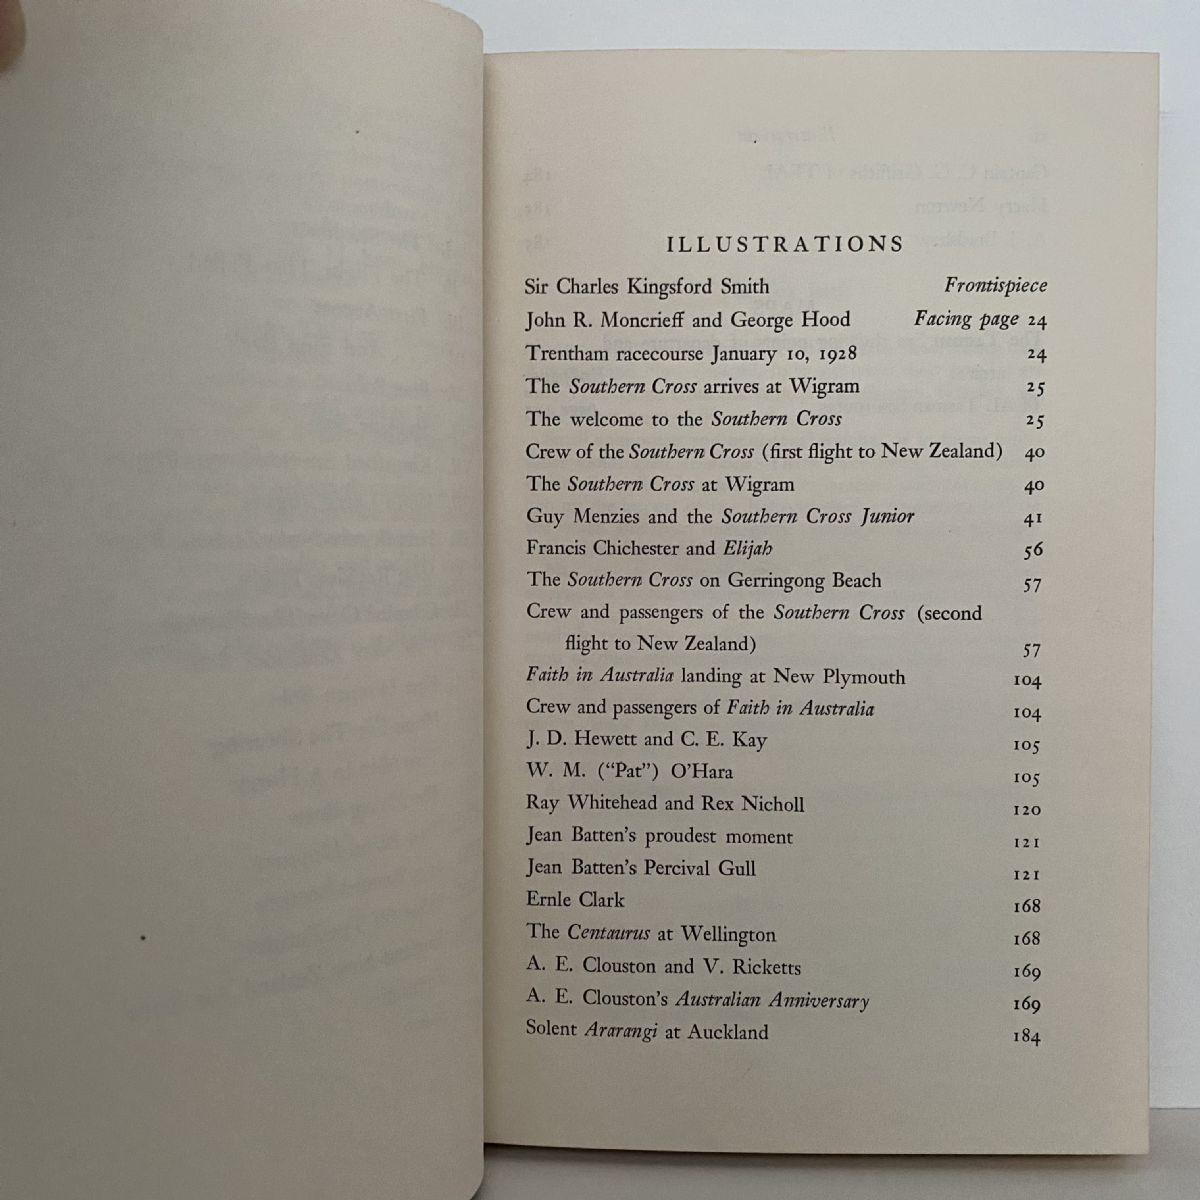 ILLUSTRATIONS
Sir Charles Kingsford Smith Frontispiece
John R. Moncrieff and George Hood Facing page 24
Trentham racecourse January 10, 1928 24
The Southern Cross arrives at Wigram 25
The welcome to the Southern Cross 25
Crew of the Southern Cross (first flight to New Zealand) 40
The Southern Cross at Wigram 40
Guy Menzies and the Southern Cross Junior 41
Francis Chichester and Elijah 56
The Southern Cross on Gerringong Beach 57
Crew and passengers of the Southern Cross (second
flight to New Zealand) 57
Faith in Australia landing at New Plymouth 104
Crew and passengers of Faith in Australia 104
J. D. Hewett and C. E. Kay 105
W. M. (“Pat”) O’Hara 105
Ray Whitehead and Rex Nicholl 120
Jean Batten’s proudest moment 121
Jean Batten’s Percival Gull 121
Ernle Clark 168
The Centaurus at Wellington 168
A. E. Clouston and V. Ricketts 169
A. E. Clouston’s Australian Anniversary 169
Solent Ararangi at Auckland 184